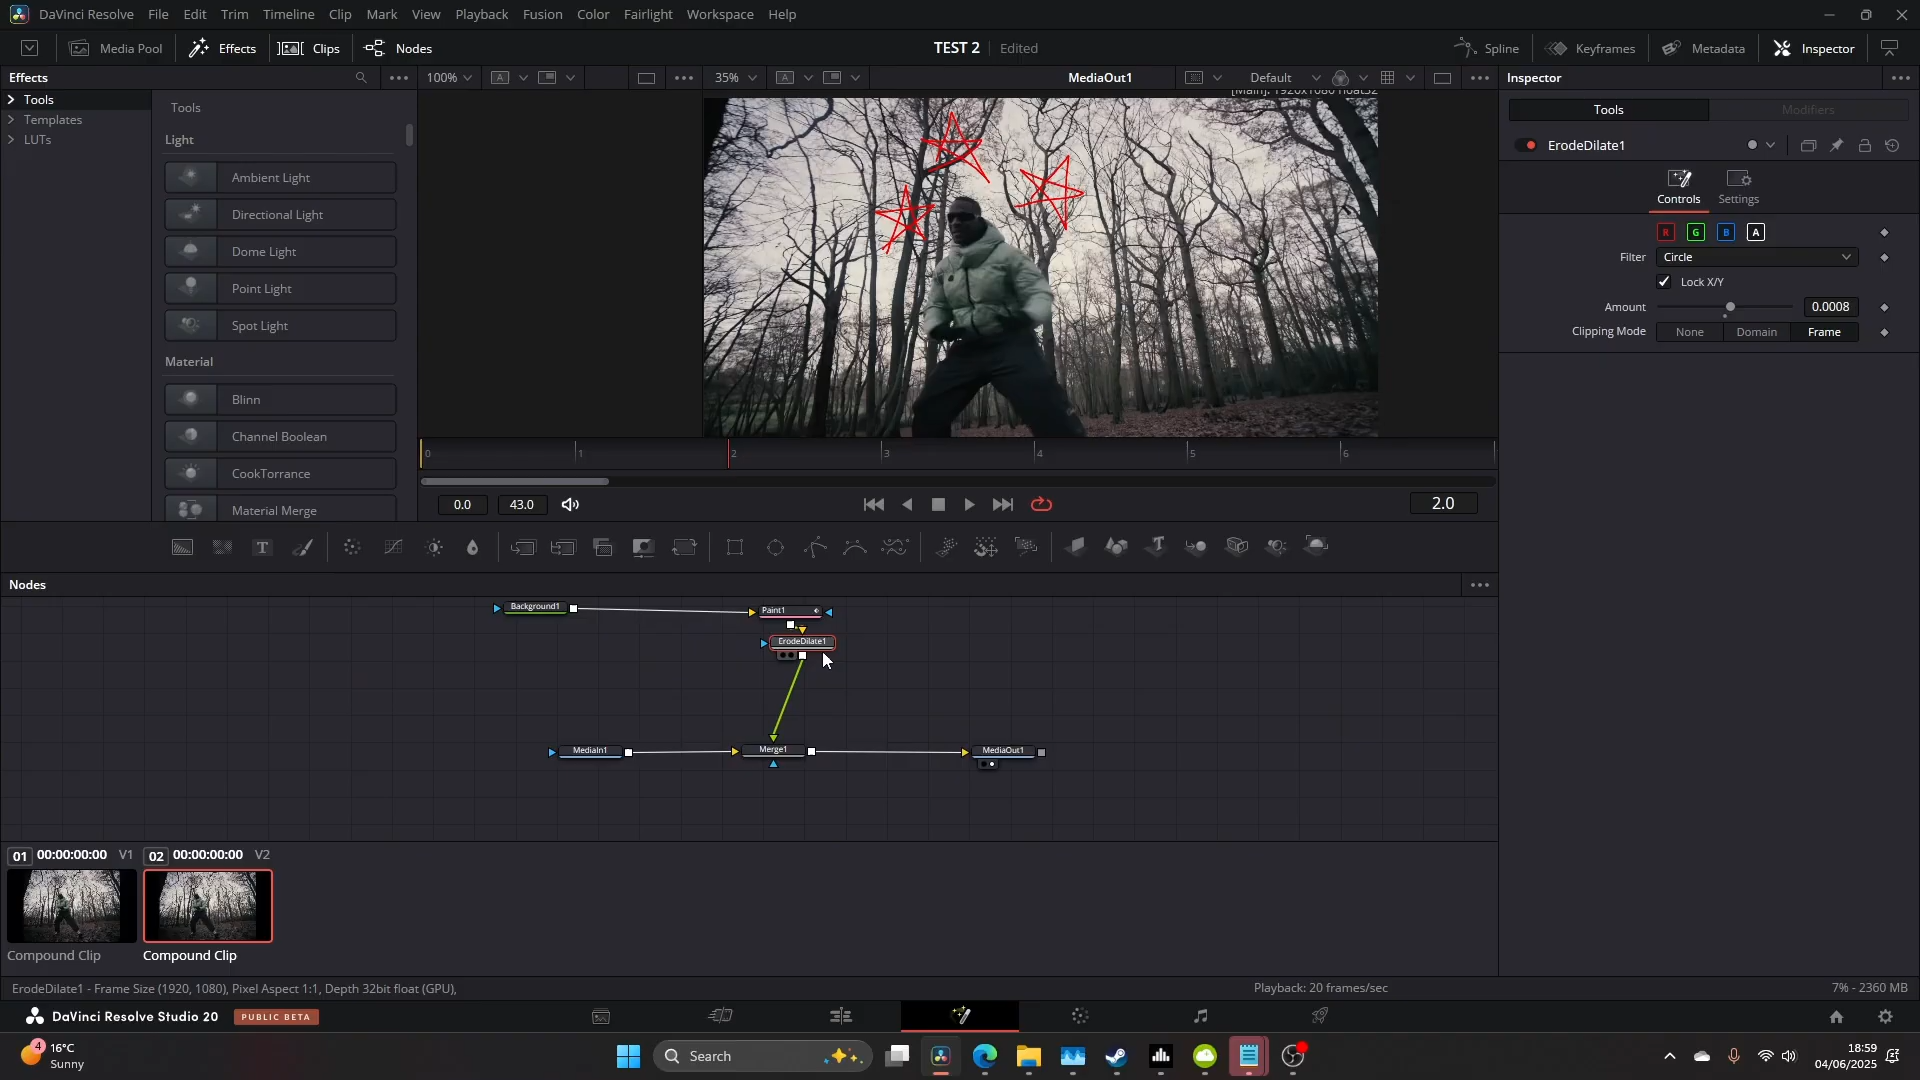 DaVinci Resolve File Edit Trim Timeline Clip Mark View Playback Fusion Color Fairlight Workspace Help
Media Pool Effects Clips Nodes TEST 2 Edited Spline Keyframes Metadata Inspector
Effects 100% A 35% A MediaOut1 Default Inspector
Tools
Templates
LUTs
Tools
Light
Ambient Light
Directional Light
Dome Light
Point Light
Spot Light
Material
Blinn
Channel Boolean
CookTorrance
Material Merge
[Main]: 1920x1080 float32
0 1 2 3 4 5 6
0.0 43.0 2.0
Tools Modifiers
ErodeDilate1
Controls Settings
R G B A
Filter Circle
Lock X/Y
Amount 0.0008
Clipping Mode None Domain Frame
T T
Nodes
Background1 Paint1
ErodeDilate1
MediaIn1 Merge1 MediaOut1
01 00:00:00:00 V1 02 00:00:00:00 V2
Compound Clip Compound Clip
ErodeDilate1 - Frame Size (1920, 1080), Pixel Aspect 1:1, Depth 32bit float (GPU), Playback: 20 frames/sec 7% - 2360 MB
DaVinci Resolve Studio 20 PUBLIC BETA
4 16°C
Sunny
Search
18:59
04/06/2025